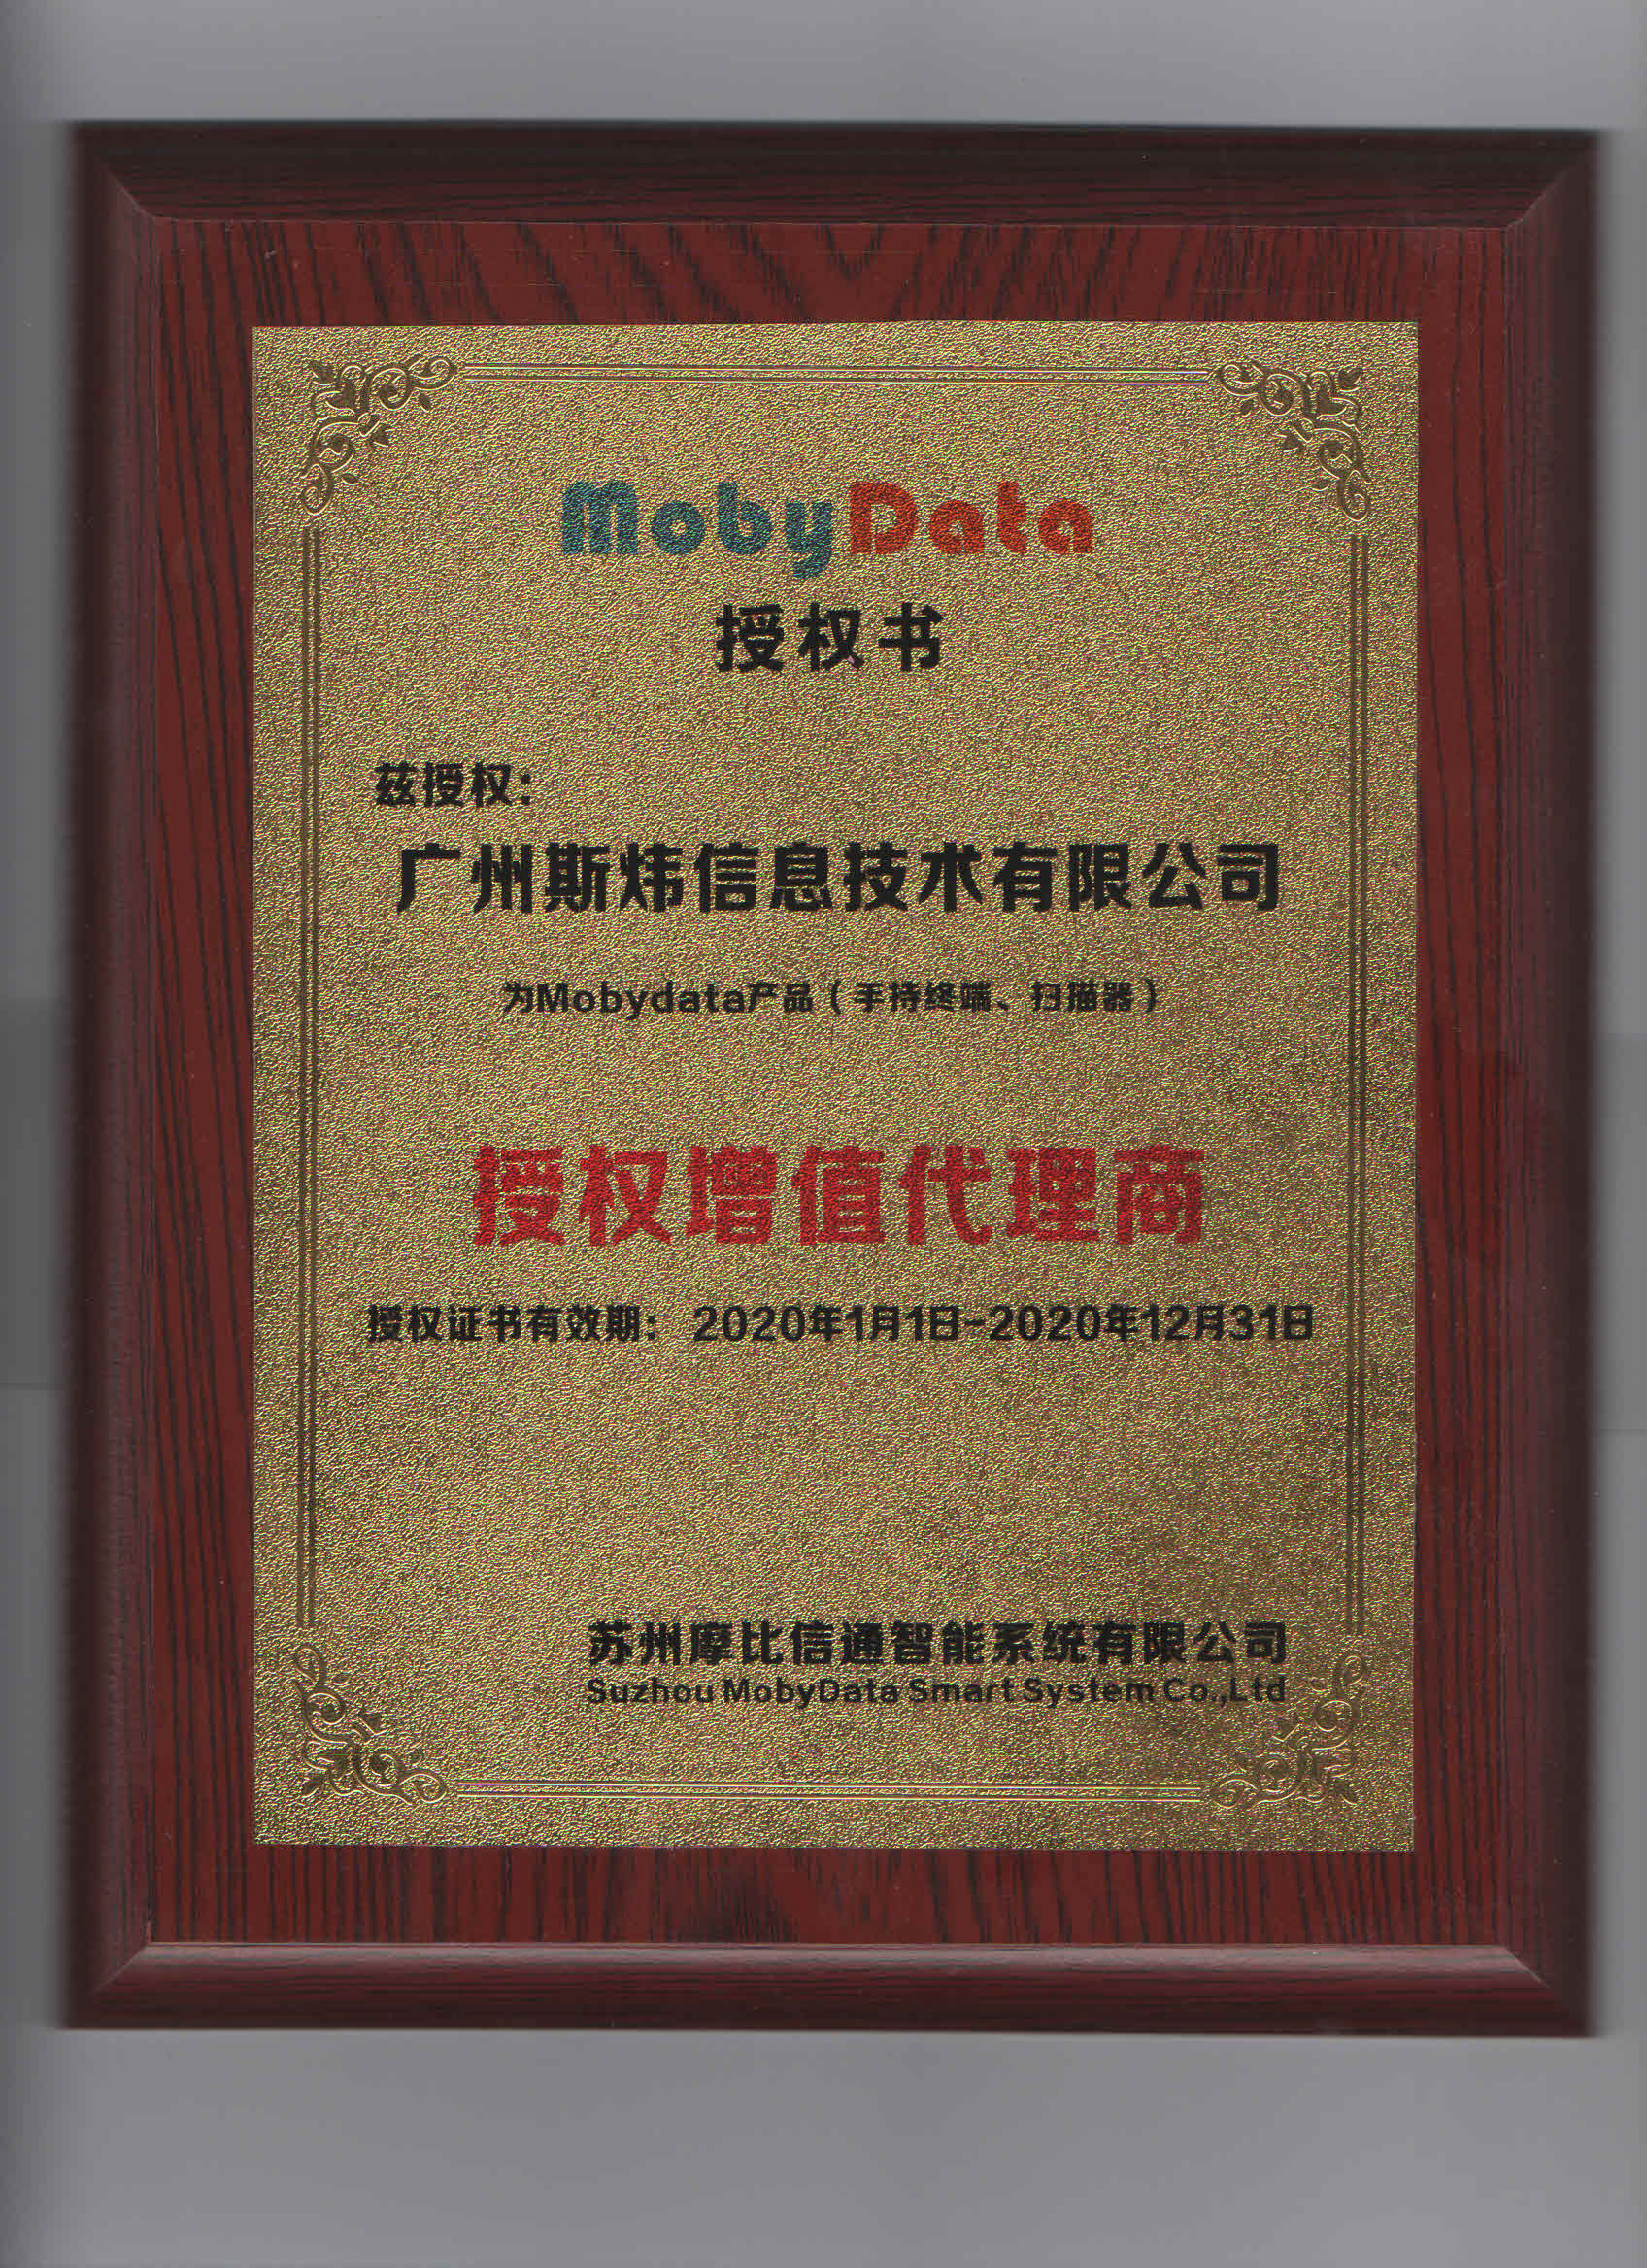 MobyData
授权书
兹授权：
广州斯炜信息技术有限公司
为Mobydata产品（手持终端、扫描器）
授权增值代理商
授权证书有效期： 2020年1月1日-2020年12月31日
苏州摩比信通智能系统有限公司
Suzhou MobyData Smart System Co.,Ltd